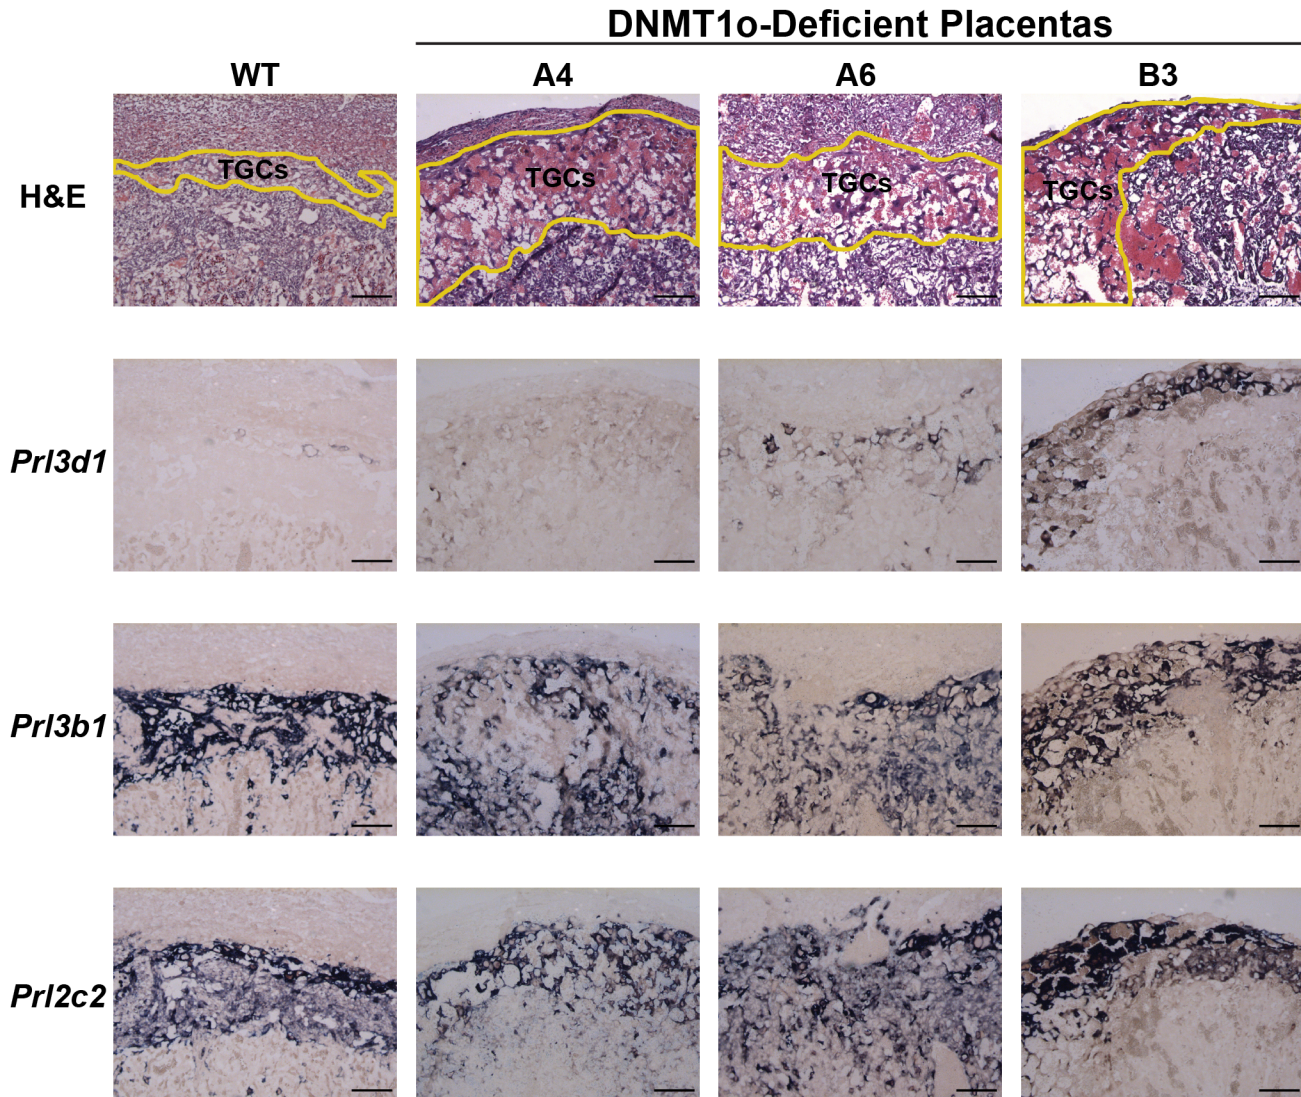 DNMT1o-Deficient Placentas
WT A4 A6 B3
H&E
TGCs TGCs TGCs TGCs
Prl3d1
Prl3b1
Prl2c2